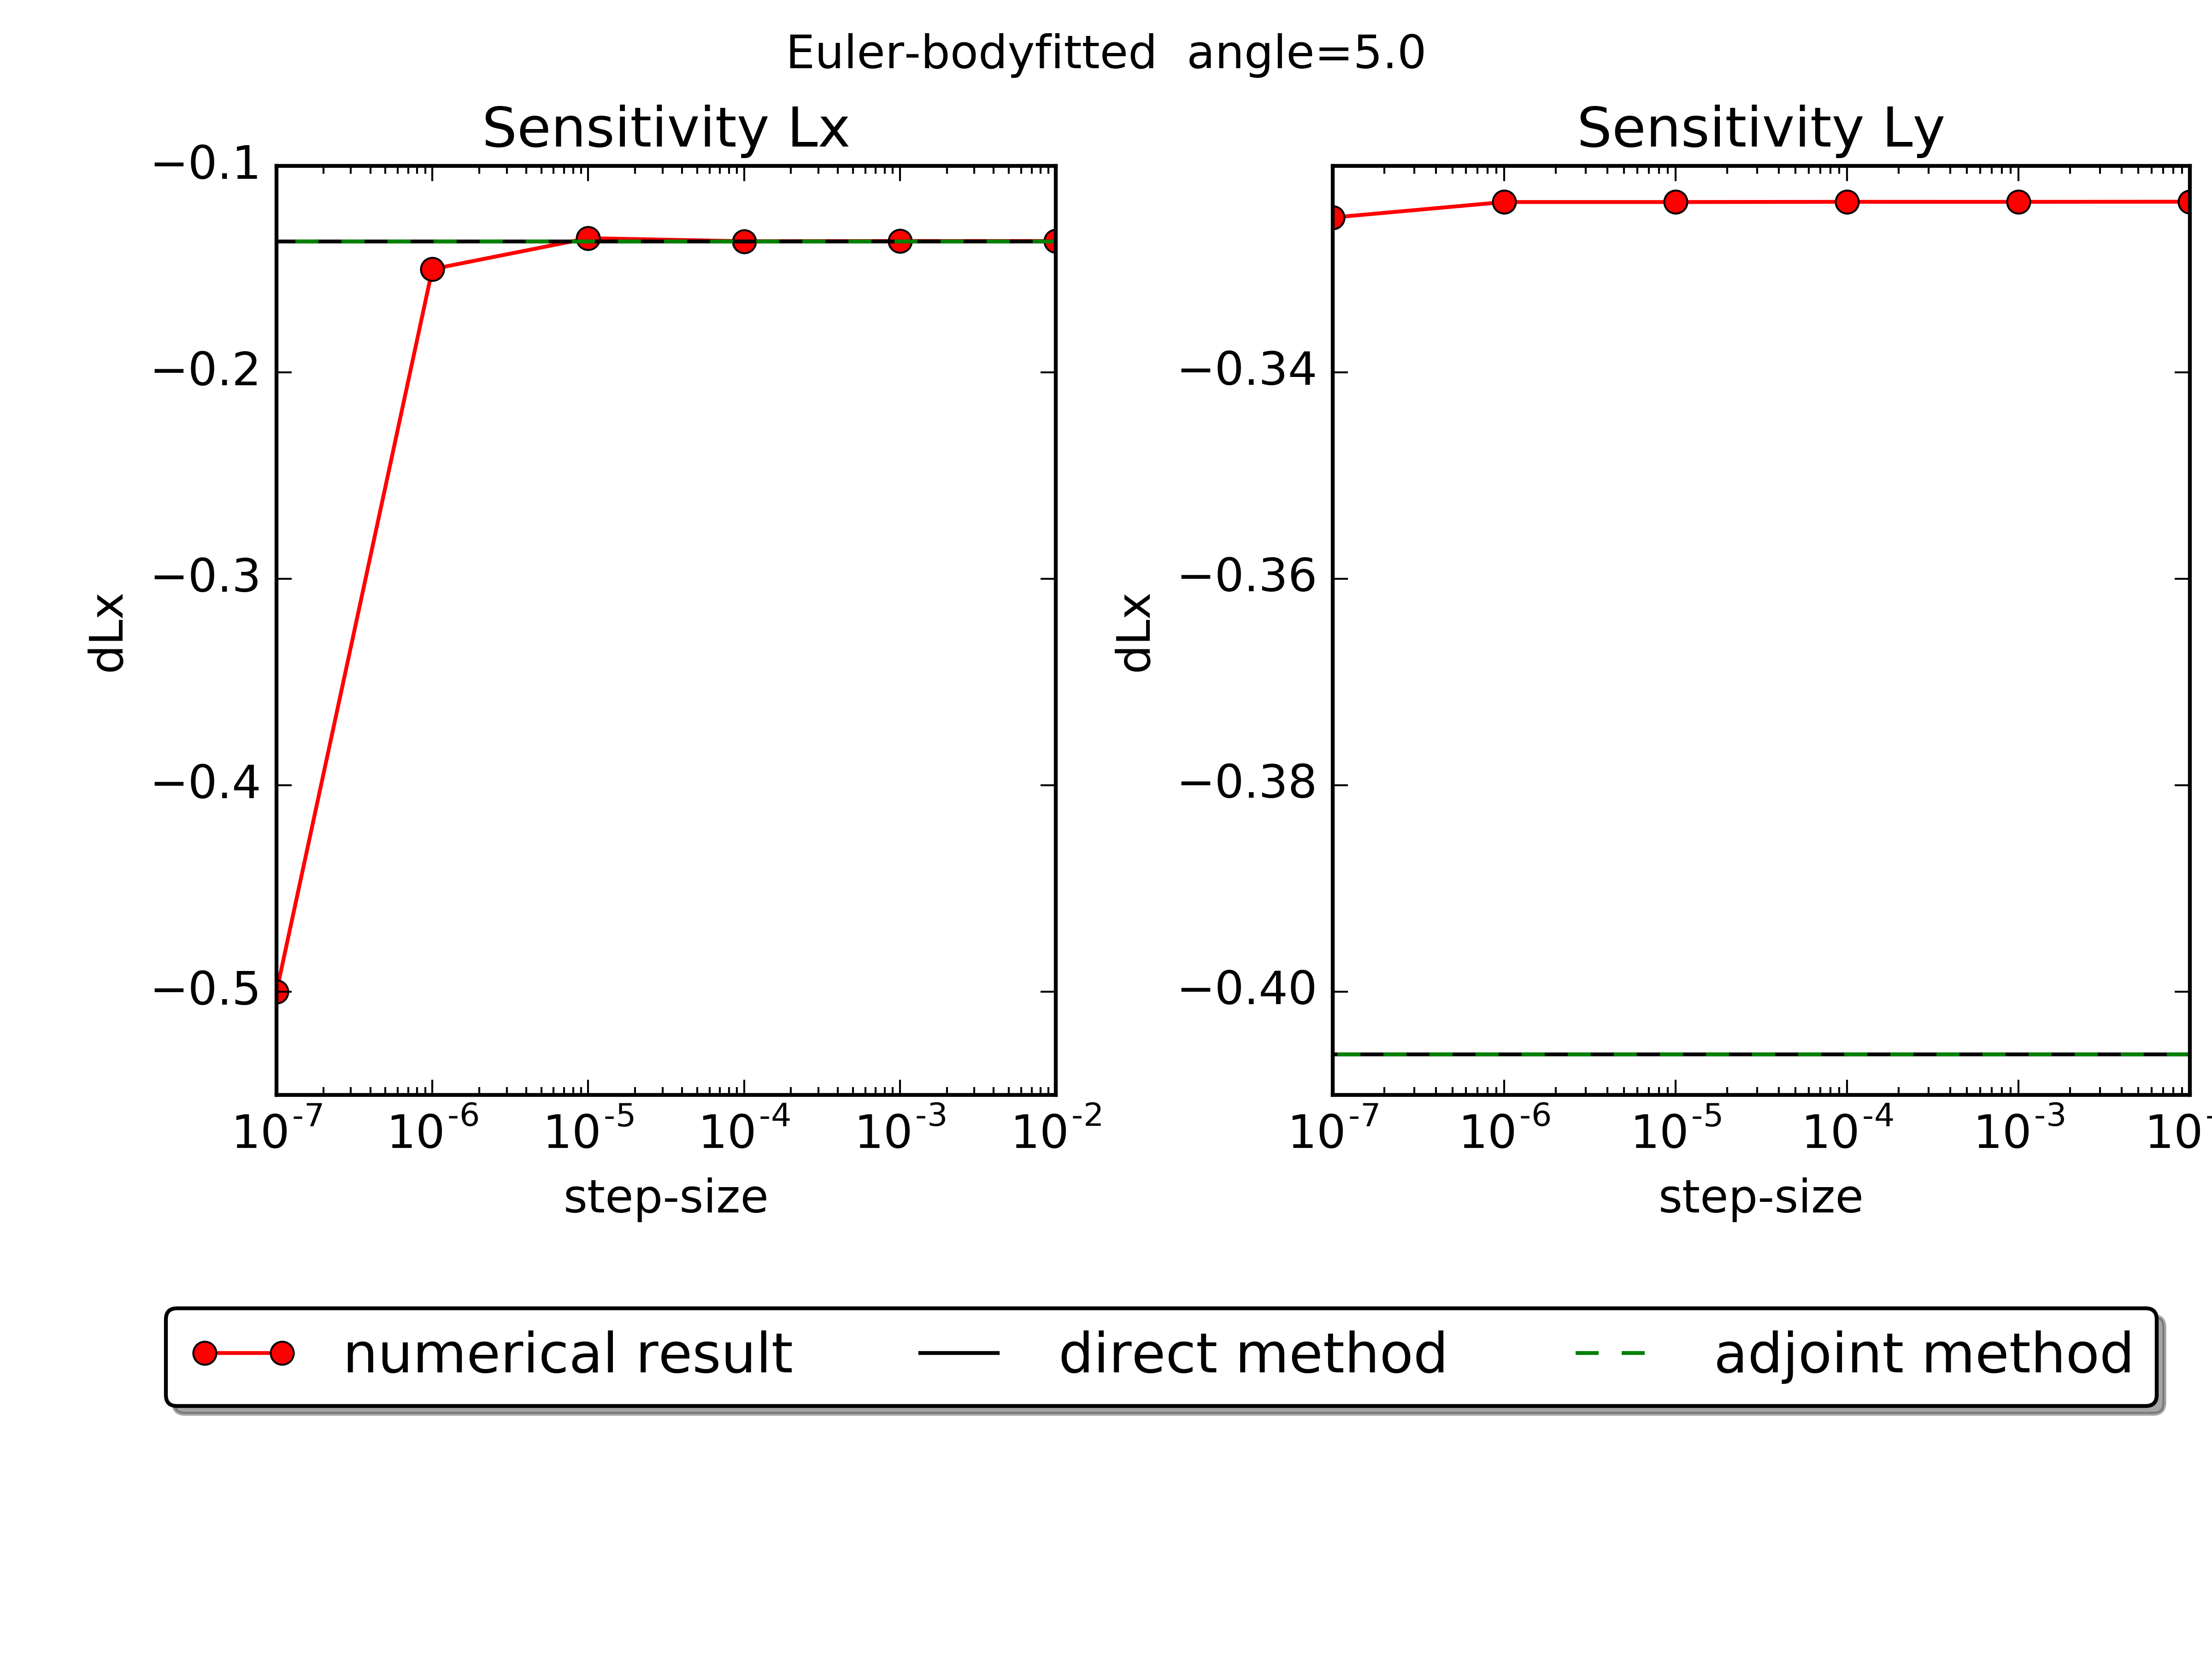 Euler-bodyfitted  angle=5.0
Sensitivity Lx
−0.1
−0.2
−0.3
−0.4
−0.5
dLx
10^-7 10^-6 10^-5 10^-4 10^-3 10^-2
step-size
Sensitivity Ly
−0.34
−0.36
−0.38
−0.40
dLx
10^-7 10^-6 10^-5 10^-4 10^-3 10^-
step-size
numerical result direct method adjoint method